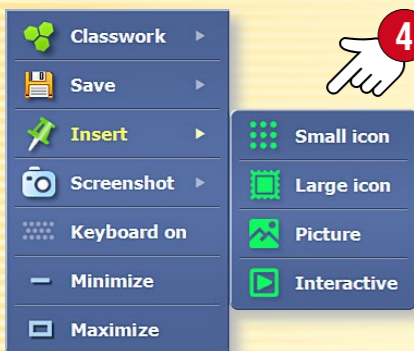 Classwork
Save
Insert
Screenshot
Keyboard on
Minimize
Maximize
4
Small icon
Large icon
Picture
Interactive